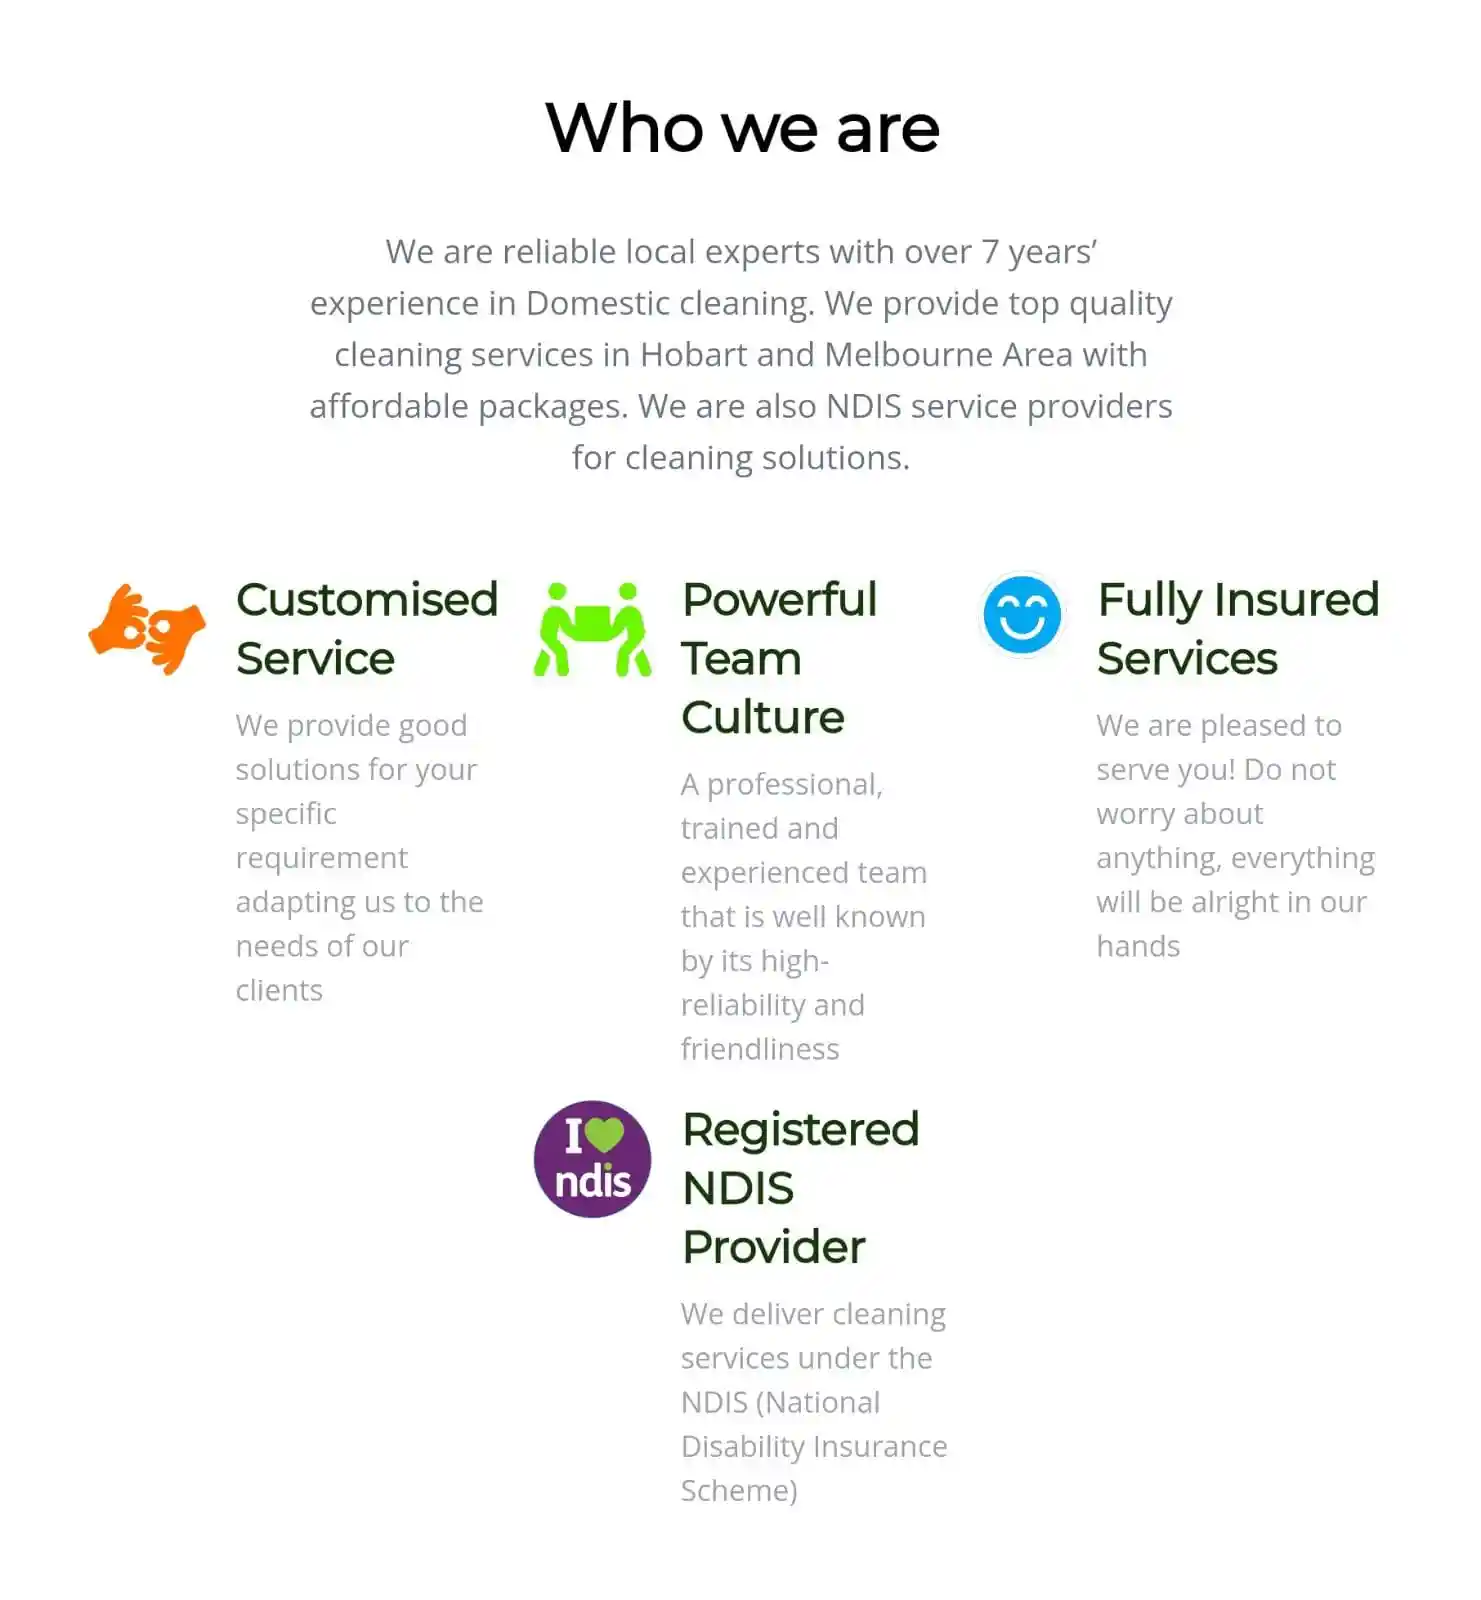 Who we are
We are reliable local experts with over 7 years’
experience in Domestic cleaning. We provide top quality
cleaning services in Hobart and Melbourne Area with
affordable packages. We are also NDIS service providers
for cleaning solutions.
Customised
Service
We provide good
solutions for your
specific
requirement
adapting us to the
needs of our
clients
Powerful
Team
Culture
A professional,
trained and
experienced team
that is well known
by its high-
reliability and
friendliness
Fully Insured
Services
We are pleased to
serve you! Do not
worry about
anything, everything
will be alright in our
hands
I
ndis
Registered
NDIS
Provider
We deliver cleaning
services under the
NDIS (National
Disability Insurance
Scheme)